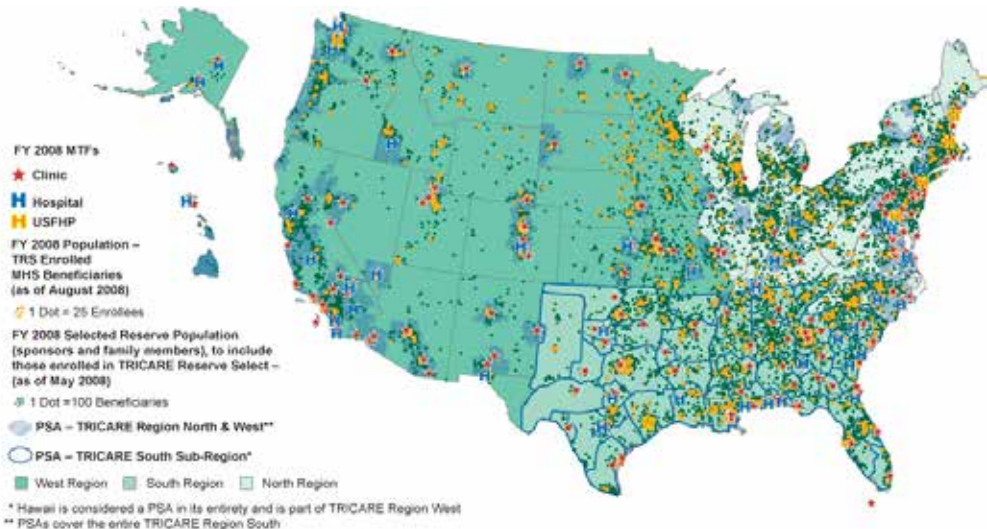 FY 2008 MTFs
Clinic
Hospital
USFHP
FY 2008 Population –
TRS Enrolled
MHS Beneficiaries
(as of August 2008)
1 Dot = 25 Enrollees
FY 2008 Selected Reserve Population
(sponsors and family members), to include
those enrolled in TRICARE Reserve Select –
(as of May 2008)
1 Dot =100 Beneficiaries
PSA – TRICARE Region North & West**
PSA – TRICARE South Sub-Region*
West Region South Region North Region
* Hawaii is considered a PSA in its entirety and is part of TRICARE Region West
** PSAs cover the entire TRICARE Region South